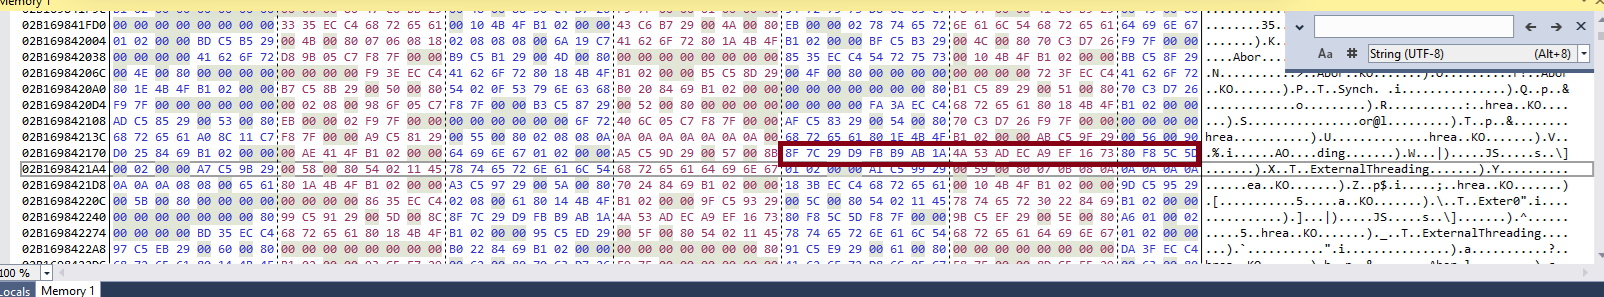 Memory 1
02B169841FD0 00 00 00 00 00 00 00 00 33 35 EC C4 68 72 65 61 00 10 4B 4F B1 02 00 00 43 C6 B7 29 00 4A 00 80 EB 00 00 02 78 74 65 72 6E 61 6C 54 68 72 65 61 64 69 6E 67
02B169842004 01 02 00 00 BD C5 B5 29 00 4B 00 80 07 06 08 18 02 08 08 08 00 6A 19 C7 41 62 6F 72 80 1A 4B 4F B1 02 00 00 BF C5 B3 29 00 4C 00 80 70 C3 D7 26 F9 7F 00 00
02B169842038 00 00 00 00 41 62 6F 72 D8 9B 05 C7 F8 7F 00 00 B9 C5 B1 29 00 4D 00 80 00 00 00 00 00 00 00 00 85 35 EC C4 54 72 75 73 00 10 4B 4F B1 02 00 00 BB C5 8F 29
02B16984206C 00 4E 00 80 00 00 00 00 00 00 00 00 F9 3E EC C4 41 62 6F 72 80 18 4B 4F B1 02 00 00 B5 C5 8D 29 00 4F 00 80 00 00 00 00 00 00 00 00 72 3F EC C4 41 62 6F 72
02B1698420A0 80 1E 4B 4F B1 02 00 00 B7 C5 8B 29 00 50 00 80 54 02 0F 53 79 6E 63 68 B0 20 84 69 B1 02 00 00 00 00 00 00 B1 C5 89 29 00 51 00 80 70 C3 D7 26
02B1698420D4 F9 7F 00 00 00 00 00 00 00 02 08 00 98 6F 05 C7 F8 7F 00 00 B3 C5 87 29 00 52 00 80 00 00 00 00 00 00 00 00 FA 3A EC C4 68 72 65 61 80 18 4B 4F B1 02 00 00
02B169842108 AD C5 85 29 00 53 00 80 EB 00 00 02 00 00 00 00 00 00 6F 72 40 6C 05 C7 F8 7F 00 00 AF C5 83 29 00 54 00 80 70 C3 D7 26 F9 7F 00 00 00 00 00 00
02B16984213C 68 72 65 61 A0 8C 11 C7 F8 7F 00 00 A9 C5 81 29 00 55 00 80 02 08 08 0A 0A 0A 0A 0A 0A 0A 0A 00 68 72 65 61 80 1E 4B 4F B1 02 00 00 AB C5 9F 29 00 56 00 90
02B169842170 D0 25 84 69 B1 02 00 00 00 AE 41 4F B1 02 00 00 64 69 6E 67 01 02 00 00 A5 C5 9D 29 00 57 00 8B 8F 7C 29 D9 FB B9 AB 1A 4A 53 AD EC A9 EF 16 73 80 F8 5C 5D
02B1698421A4 00 02 00 00 A7 C5 9B 29 00 58 00 80 54 02 11 45 78 74 65 72 6E 61 6C 54 68 72 65 61 64 69 6E 67 01 02 00 00 A1 C5 99 29 00 59 00 80 07 0B 08 0A 0A 0A 0A 0A
02B1698421D8 0A 0A 0A 08 08 00 65 61 80 1A 4B 4F B1 02 00 00 A3 C5 97 29 00 5A 00 80 70 24 84 69 B1 02 00 00 18 3B EC C4 68 72 65 61 00 10 4B 4F B1 02 00 00 9D C5 95 29
02B16984220C 00 5B 00 80 00 00 00 00 00 00 00 00 86 35 EC C4 02 08 00 61 80 14 4B 4F B1 02 00 00 9F C5 93 29 00 5C 00 80 54 02 11 45 78 74 65 72 30 22 84 69 B1 02 00 00
02B169842240 00 00 00 00 00 00 00 80 99 C5 91 29 00 5D 00 8C 8F 7C 29 D9 FB B9 AB 1A 4A 53 AD EC A9 EF 16 73 80 F8 5C 5D F8 7F 00 00 9B C5 EF 29 00 5E 00 80 A6 01 00 02
02B169842274 00 00 00 00 BD 35 EC C4 68 72 65 61 80 18 4B 4F B1 02 00 00 95 C5 ED 29 00 5F 00 80 54 02 11 45 78 74 65 72 6E 61 6C 54 68 72 65 61 64 69 6E 67 01 02 00 00
02B1698422A8 97 C5 EB 29 00 60 00 80 00 00 00 00 00 00 00 00 B0 22 84 69 B1 02 00 00 00 00 00 80 91 C5 E9 29 00 61 00 80 00 00 00 00 00 00 00 00 DA 3F EC C4
Aa String (UTF-8) (Alt+8)
100 %
Locals Memory 1